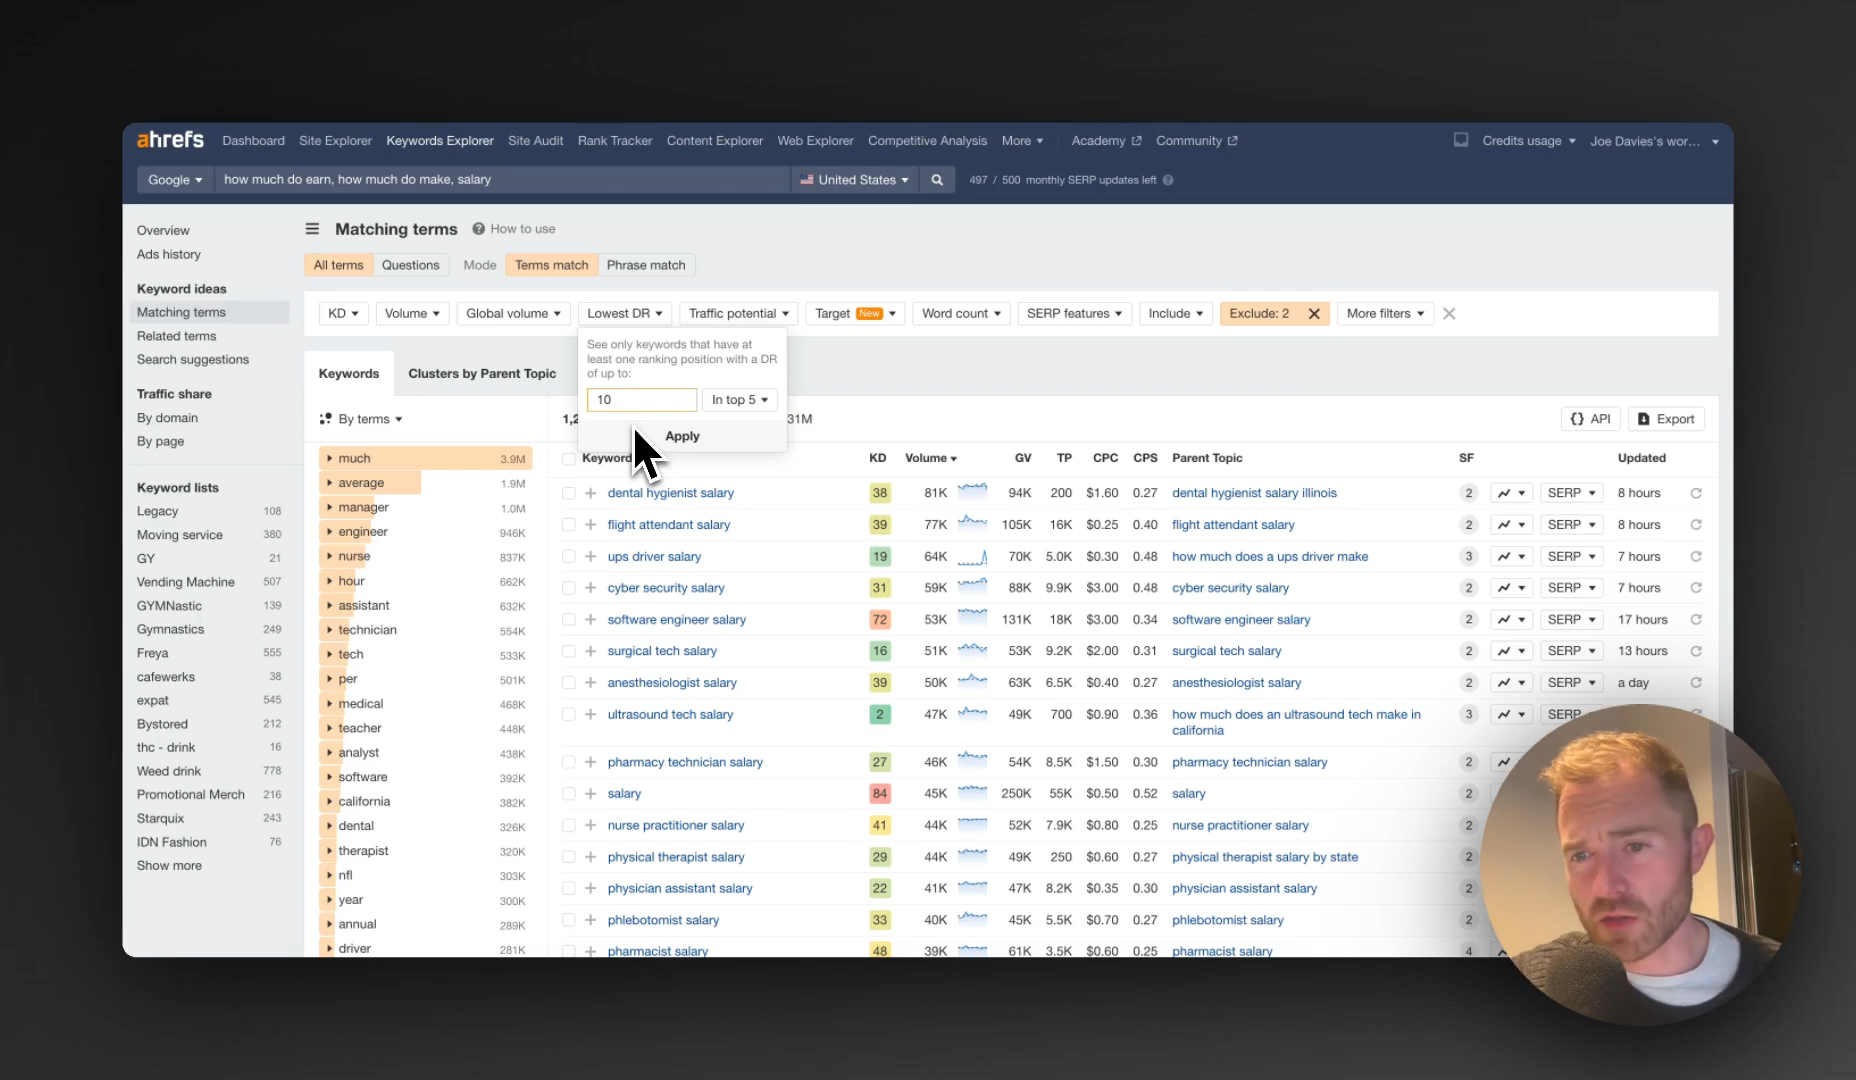 ahrefs Dashboard Site Explorer Keywords Explorer Site Audit Rank Tracker Content Explorer Web Explorer Competitive Analysis More Academy Community Credits usage Joe Davies's wor...
Google how much do earn, how much do make, salary United States 497 / 500 monthly SERP updates left
Overview
Ads history
Keyword ideas
Matching terms
Related terms
Search suggestions
Traffic share
By domain
By page
Keyword lists
Legacy 108
Moving service 380
GY 21
Vending Machine 507
GYMNastic 139
Gymnastics 249
Freya 555
cafewerks 38
expat 545
Bystored 212
thc - drink 16
Weed drink 778
Promotional Merch 216
Starquix 243
IDN Fashion 76
Show more
Matching terms How to use
All terms Questions Mode Terms match Phrase match
KD Volume Global volume Lowest DR Traffic potential Target New Word count SERP features Include Exclude: 2 More filters
See only keywords that have at
least one ranking position with a DR
of up to:
10 In top 5
Apply
Keywords Clusters by Parent Topic
By terms
much 3.9M
average 1.9M
manager 1.0M
engineer 946K
nurse 837K
hour 662K
assistant 632K
technician 554K
tech 533K
per 501K
medical 468K
teacher 448K
analyst 438K
software 392K
california 382K
dental 326K
therapist 320K
nfl 303K
year 300K
annual 289K
driver 281K
1,2 31M API Export
Keyword KD Volume GV TP CPC CPS Parent Topic SF Updated
dental hygienist salary 38 81K 94K 200 $1.60 0.27 dental hygienist salary illinois 2 SERP 8 hours
flight attendant salary 39 77K 105K 16K $0.25 0.40 flight attendant salary 2 SERP 8 hours
ups driver salary 19 64K 70K 5.0K $0.30 0.48 how much does a ups driver make 3 SERP 7 hours
cyber security salary 31 59K 88K 9.9K $3.00 0.48 cyber security salary 2 SERP 7 hours
software engineer salary 72 53K 131K 18K $3.00 0.34 software engineer salary 2 SERP 17 hours
surgical tech salary 16 51K 53K 9.2K $2.00 0.31 surgical tech salary 2 SERP 13 hours
anesthesiologist salary 39 50K 63K 6.5K $0.40 0.27 anesthesiologist salary 2 SERP a day
ultrasound tech salary 2 47K 49K 700 $0.90 0.36 how much does an ultrasound tech make in 3 SERP
california
pharmacy technician salary 27 46K 54K 8.5K $1.50 0.30 pharmacy technician salary 2
salary 84 45K 250K 55K $0.50 0.52 salary 2
nurse practitioner salary 41 44K 52K 7.9K $0.80 0.25 nurse practitioner salary 2
physical therapist salary 29 44K 49K 250 $0.60 0.27 physical therapist salary by state 2
physician assistant salary 22 41K 47K 8.2K $0.35 0.30 physician assistant salary 2
phlebotomist salary 33 40K 45K 5.5K $0.70 0.27 phlebotomist salary 2
pharmacist salary 48 39K 61K 3.5K $0.60 0.25 pharmacist salary 4